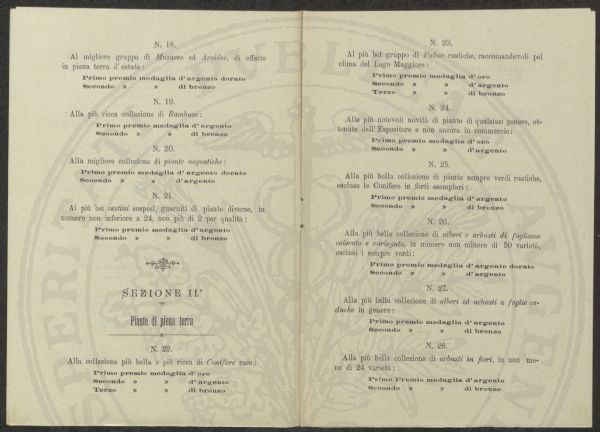 N. 18.
Al migliore gruppo di Musacee ed Aroidee, di effetto
in piena terra d'estate:
Primo premio medaglia d'argento dorato
Secondo » » di bronzo
N. 19.
Alla più ricca collezione di Bambuse:
Primo premio medaglia d'argento
Secondo » » di bronzo
N. 20.
Alla migliore collezione di piante acquatiche:
Primo premio medaglia d'argento dorato
Secondo » » d'argento
N. 21.
Ai più bei cestini sospesi, guarniti di piante diverse, in
numero non inferiore a 24, non più di 2 per qualità:
Primo premio medaglia d'argento
Secondo » » di bronzo
SEZIONE II.ª
Piante di piena terra
N. 22.
Alla collezione più bella e più ricca di Conifere rare:
Primo premio medaglia d'oro
Secondo » » d'argento
Terzo » » di bronzo
N. 23.
Al più bel gruppo di Palme rustiche, raccomandevoli pel
clima del Lago Maggiore:
Primo premio medaglia d'oro
Secondo » » d'argento
Terzo » » di bronzo
N. 24.
Alle più notevoli novità di piante di qualsiasi genere, ot-
tenute dall'Espositore e non ancora in commercio:
Primo premio medaglia d'oro
Secondo » » d'argento
N. 25.
Alla più bella collezione di piante sempre verdi rustiche,
escluse le Conifere in forti esemplari:
Primo premio medaglia d'oro
Secondo » » d'argento
N. 26.
Alla più bella collezione di alberi e arbusti di fogliame
colorato e variegato, in numero non minore di 50 varietà,
esclusi i sempre verdi:
Primo premio medaglia d'argento dorato
Secondo » » d'argento
N. 27.
Alla più bella collezione di alberi ed arbusti a foglie ca-
duche in genere:
Primo premio medaglia d'argento
Secondo » » di bronzo
N. 28.
Alla più bella collezione di arbusti in fiori, in non me-
no di 24 varietà:
Primo Premio medaglia d'argento
Secondo » » di bronzo